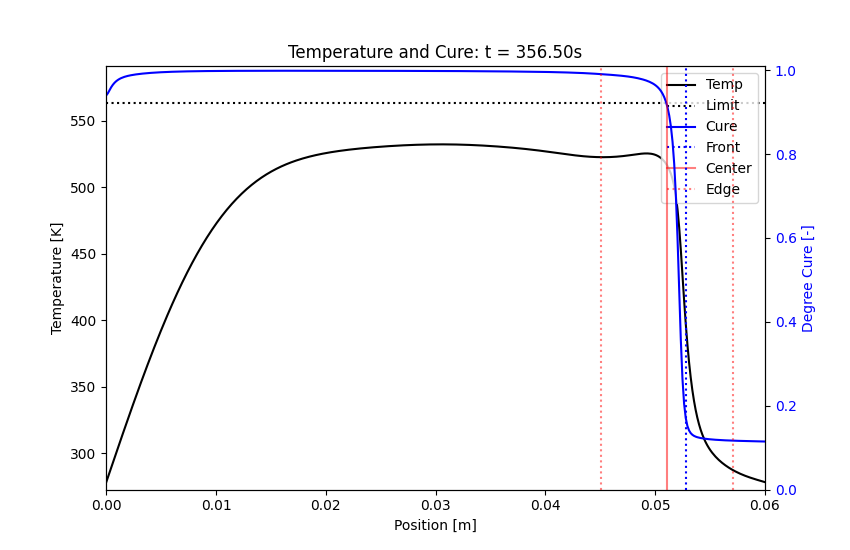 Temperature and Cure: t = 356.50s
Temperature [K]
550
500
450
400
350
300
Temp
Limit
Cure
Front
Center
Edge
1.0
0.8
0.6
0.4
0.2
0.0
Degree Cure [-]
0.00
0.01
0.02
0.03
0.04
0.05
0.06
Position [m]